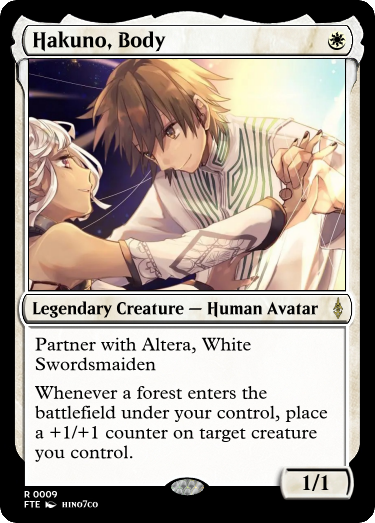 Hakuno, Body
Legendary Creature — Human Avatar
Partner with Altera, White
Swordsmaiden
Whenever a forest enters the
battlefield under your control, place
a +1/+1 counter on target creature
you control.
1/1
R 0009
FTE HINO7CO